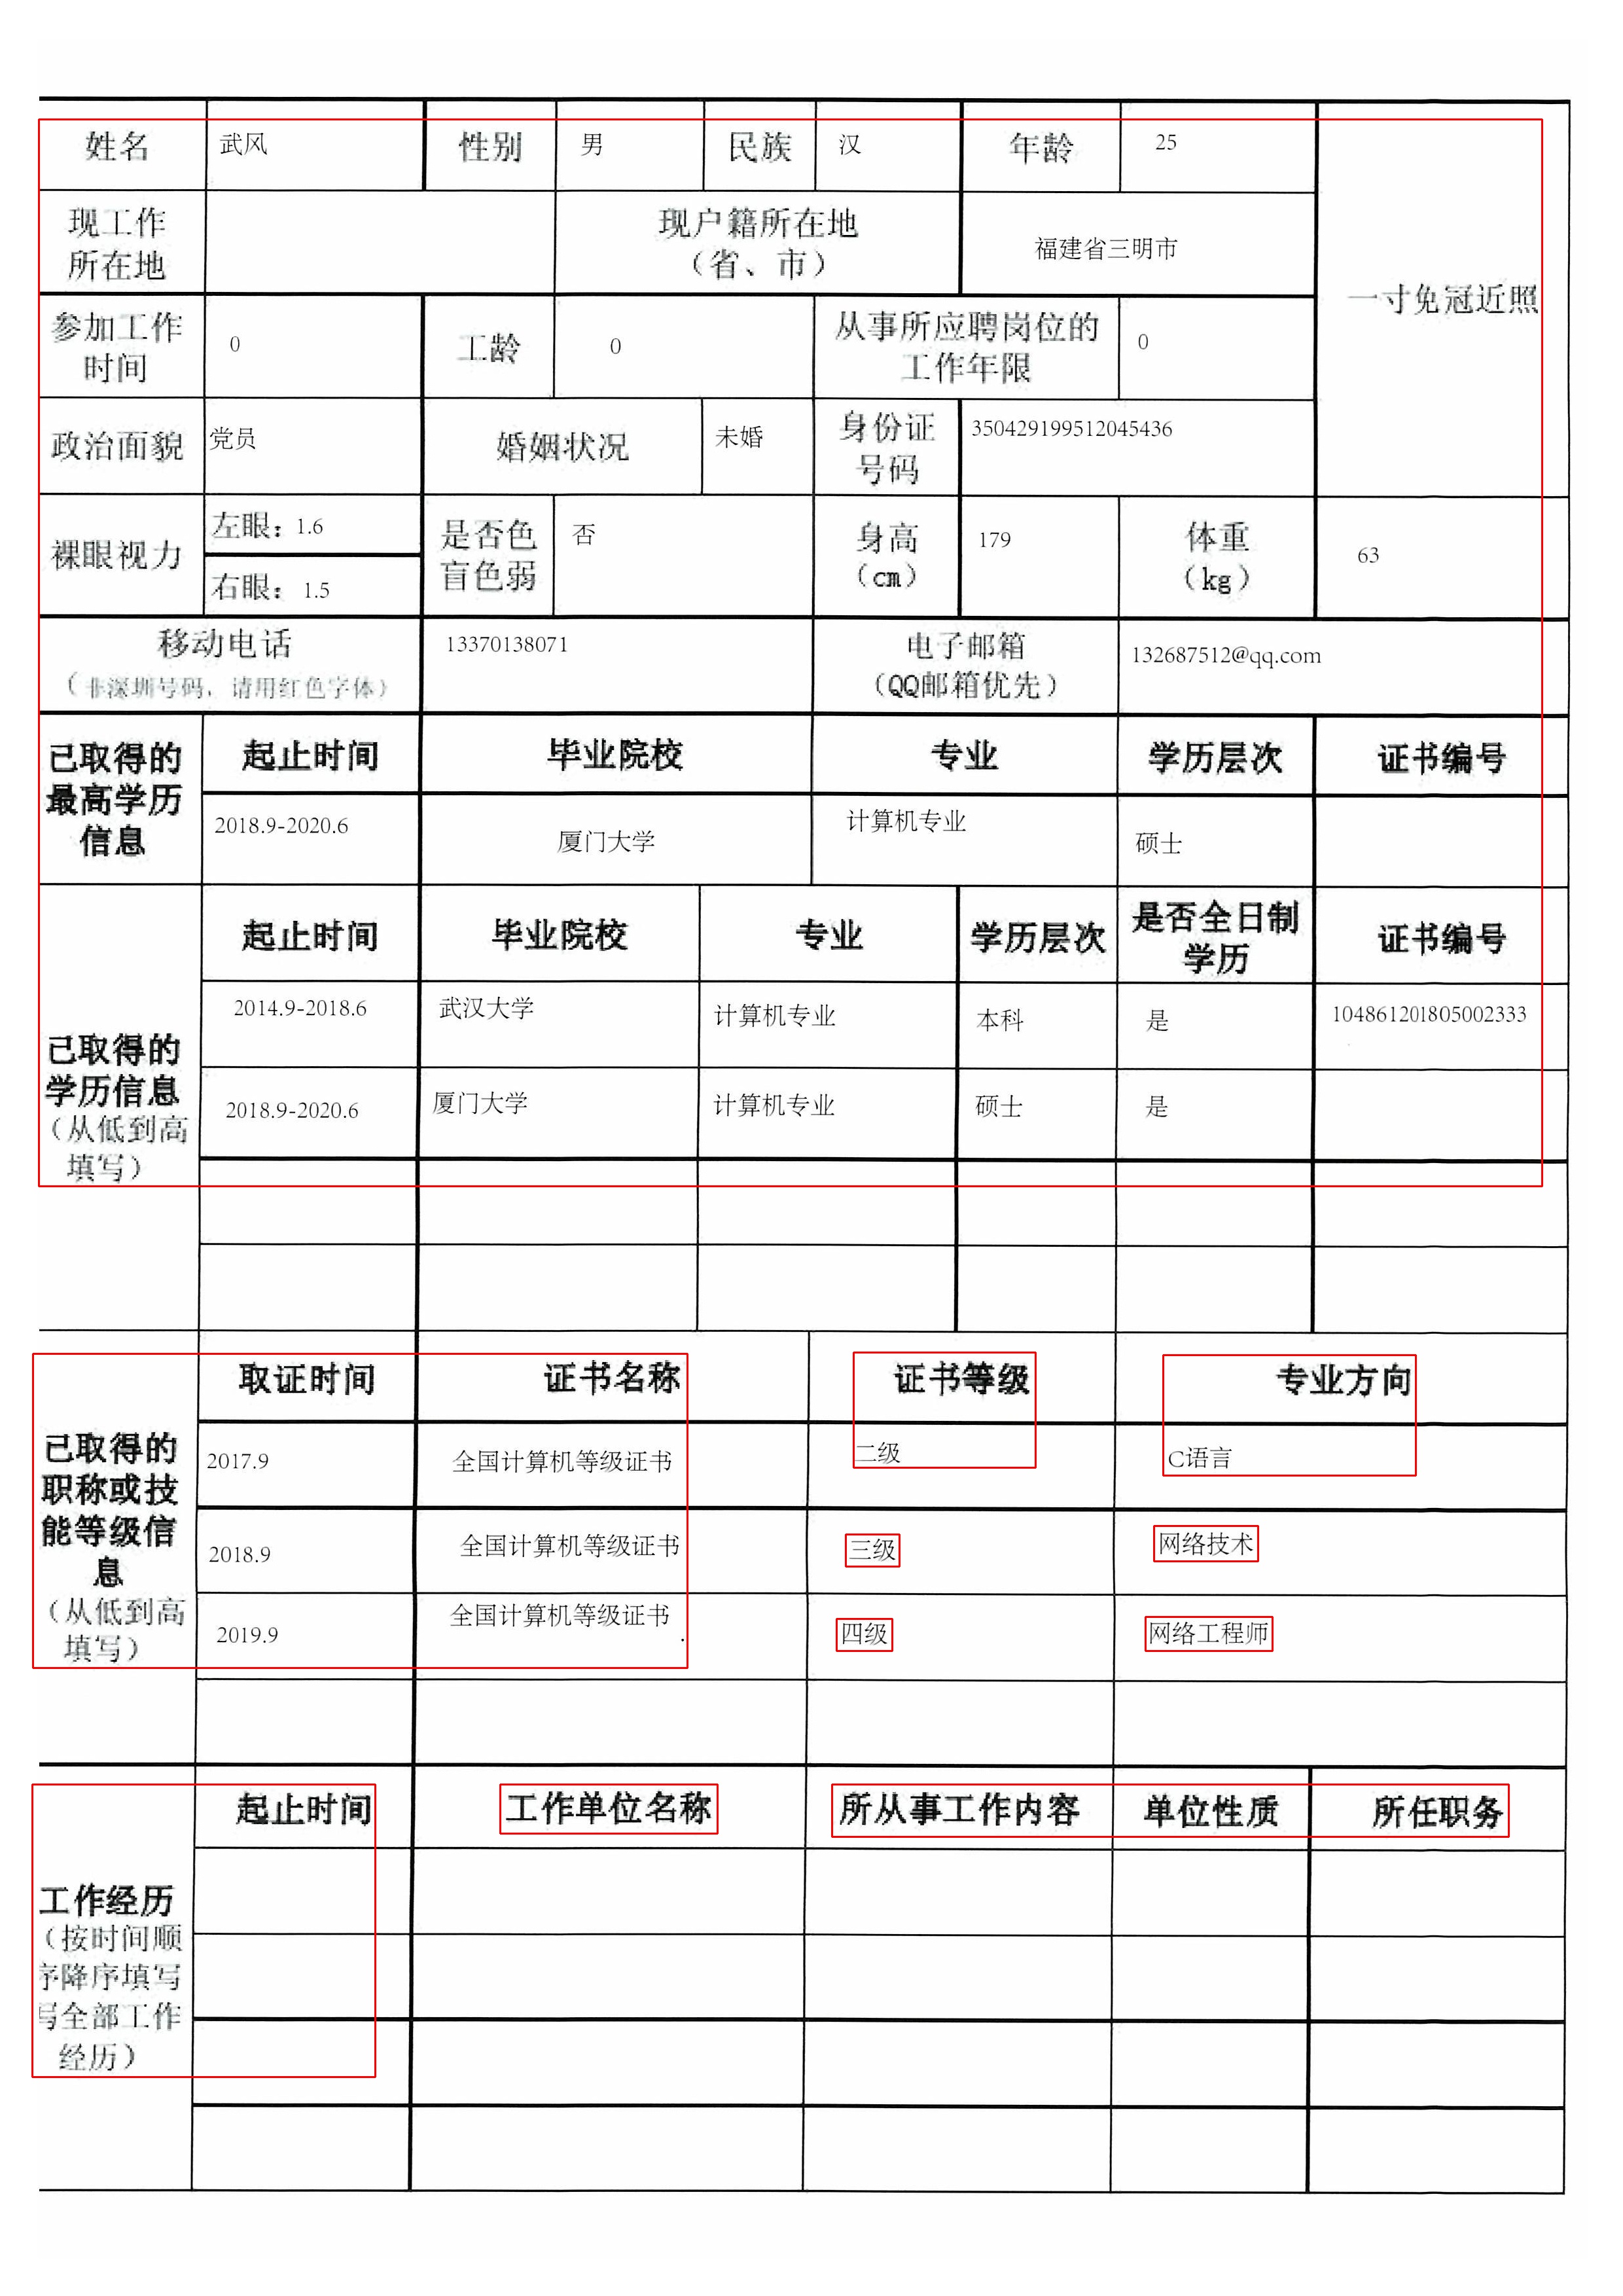 姓名 武风 性别 男 民族 汉 年龄 25
一寸免冠近照
现工作
所在地
现户籍所在地
（省、市）
福建省三明市
参加工作
时间
0
工龄 0
从事所应聘岗位的
工作年限
0
政治面貌 党员 婚姻状况 未婚
身份证
号码
350429199512045436
裸眼视力
左眼：1.6
右眼：1.5
是否色
盲色弱
否
身高
（cm）
179
体重
（kg）
63
移动电话
（非深圳号码，请用红色字体）
13370138071
电子邮箱
（QQ邮箱优先）
132687512@qq.com
已取得的
最高学历
信息
起止时间 毕业院校 专业 学历层次 证书编号
2018.9-2020.6 厦门大学 计算机专业 硕士
已取得的
学历信息
（从低到高
填写）
起止时间 毕业院校 专业 学历层次
是否全日制
学历
证书编号
2014.9-2018.6 武汉大学 计算机专业 本科 是 104861201805002333
2018.9-2020.6 厦门大学 计算机专业 硕士 是
已取得的
职称或技
能等级信
息
（从低到高
填写）
取证时间 证书名称 证书等级 专业方向
2017.9 全国计算机等级证书 二级 C语言
2018.9 全国计算机等级证书 三级 网络技术
2019.9 全国计算机等级证书 四级 网络工程师
工作经历
（按时间顺
序降序填写
写全部工作
经历）
起止时间 工作单位名称 所从事工作内容 单位性质 所任职务